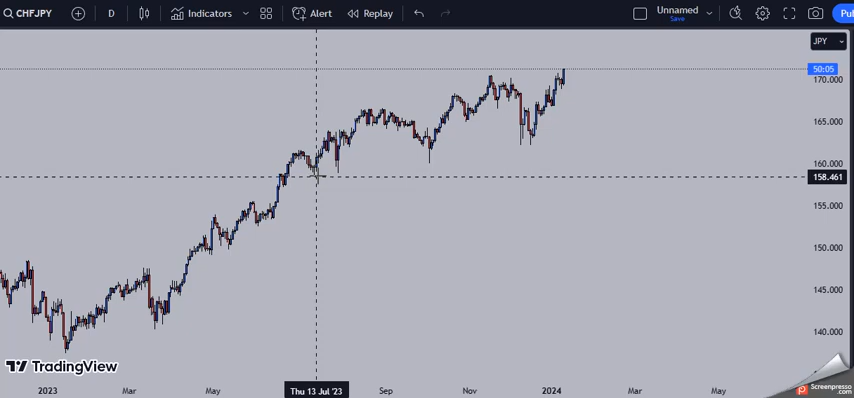 CHFJPY D Indicators Alert Replay Unnamed Save Pul
JPY
50:05
170.000
165.000
160.000
158.461
155.000
150.000
145.000
140.000
TradingView
2023 Mar May Thu 13 Jul '23 Sep Nov 2024 Mar May
Screenpresso
.com